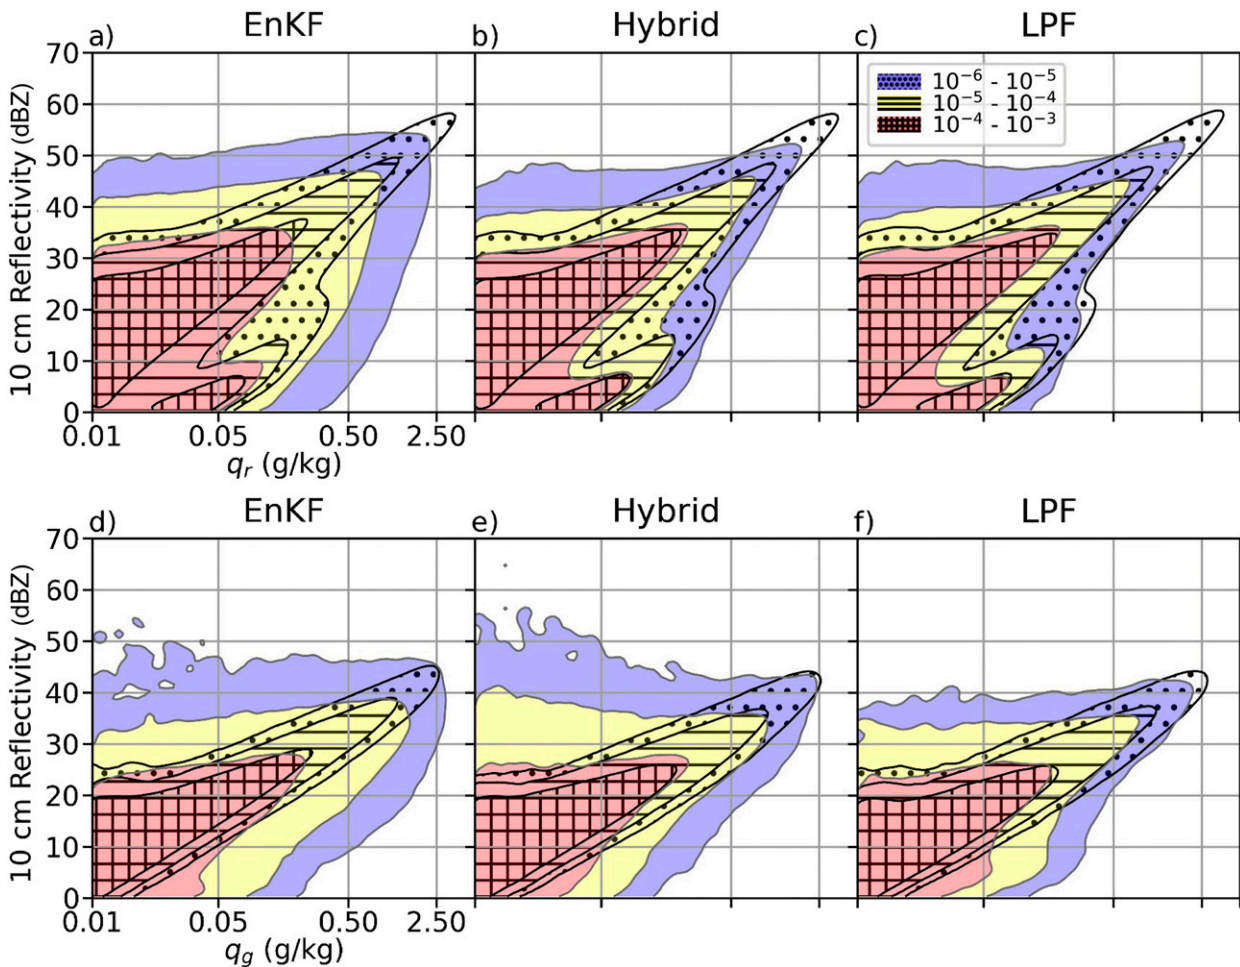 EnKF Hybrid LPF
a) b) c)
70
60
50
40
30
20
10
0
10 cm Reflectivity (dBZ)
10⁻⁶ - 10⁻⁵
10⁻⁵ - 10⁻⁴
10⁻⁴ - 10⁻³
0.01 0.05 0.50 2.50
qᵣ (g/kg)
EnKF Hybrid LPF
d) e) f)
70
60
50
40
30
20
10
0
10 cm Reflectivity (dBZ)
0.01 0.05 0.50 2.50
q_g (g/kg)